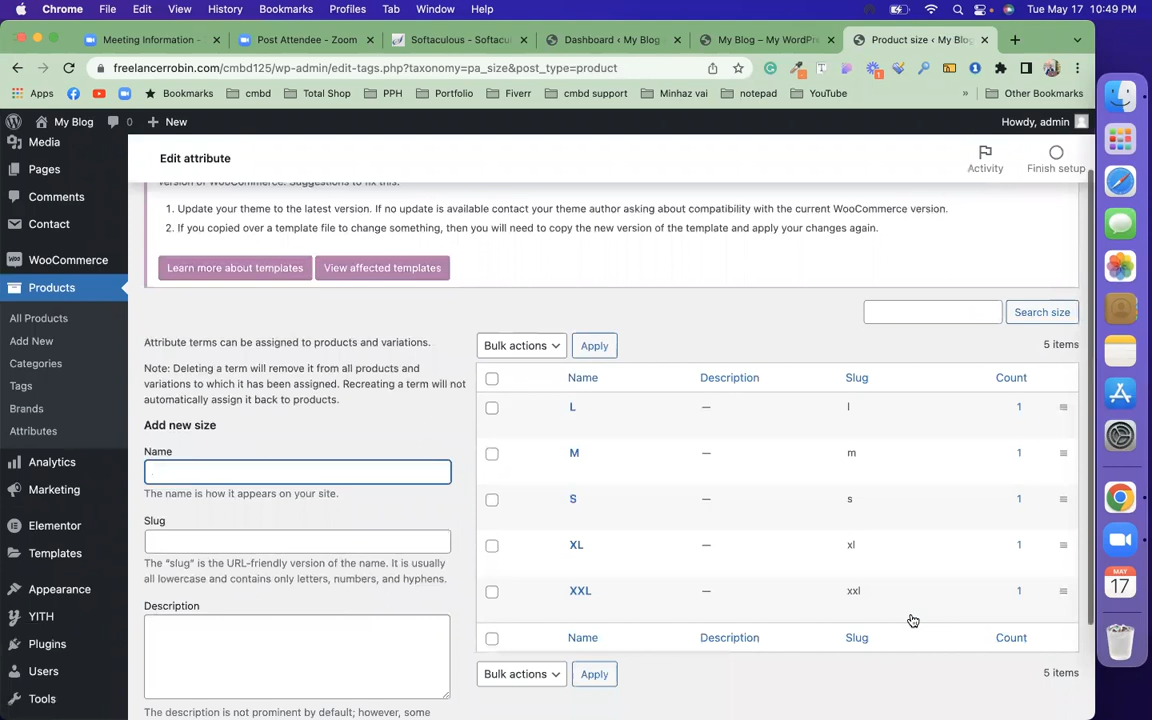 Chrome File Edit View History Bookmarks Profiles Tab Window Help Tue May 17 10:49 PM
Meeting Information - Post Attendee - Zoom Softaculous - Softacul Dashboard ‹ My Blog My Blog – My WordPre Product size ‹ My Blog
freelancerrobin.com/cmbd125/wp-admin/edit-tags.php?taxonomy=pa_size&post_type=product
Apps Bookmarks cmbd Total Shop PPH Portfolio Fiverr cmbd support Minhaz vai notepad YouTube » Other Bookmarks
My Blog 0 New Howdy, admin
Media
Pages
Comments
Contact
WooCommerce
Products
All Products
Add New
Categories
Tags
Brands
Attributes
Analytics
Marketing
Elementor
Templates
Appearance
YITH
Plugins
Users
Tools
Edit attribute
Activity
Finish setup
version of WooCommerce. Suggestions to fix this:
1. Update your theme to the latest version. If no update is available contact your theme author asking about compatibility with the current WooCommerce version.
2. If you copied over a template file to change something, then you will need to copy the new version of the template and apply your changes again.
Learn more about templates View affected templates
Search size
Attribute terms can be assigned to products and variations.
Note: Deleting a term will remove it from all products and
variations to which it has been assigned. Recreating a term will not
automatically assign it back to products.
Add new size
Name
The name is how it appears on your site.
Slug
The “slug” is the URL-friendly version of the name. It is usually
all lowercase and contains only letters, numbers, and hyphens.
Description
The description is not prominent by default; however, some
Bulk actions Apply 5 items
Name Description Slug Count
L — l 1
M — m 1
S — s 1
XL — xl 1
XXL — xxl 1
Name Description Slug Count
Bulk actions Apply 5 items
MAY
17